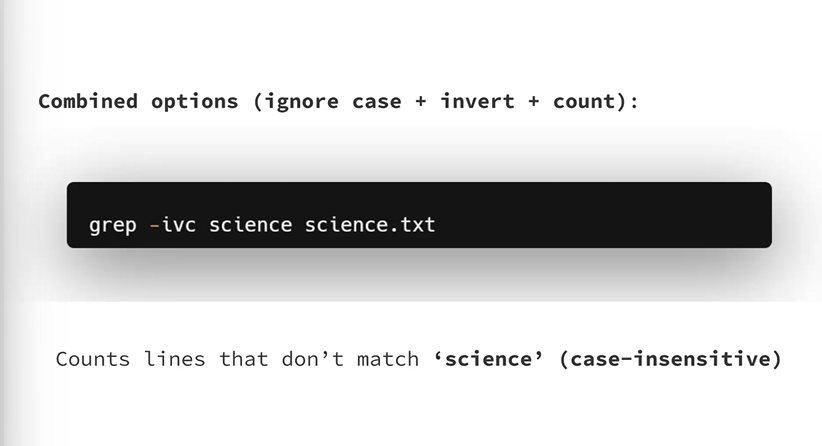 Combined options (ignore case + invert + count):
grep -ivc science science.txt
Counts lines that don’t match ‘science’ (case-insensitive)